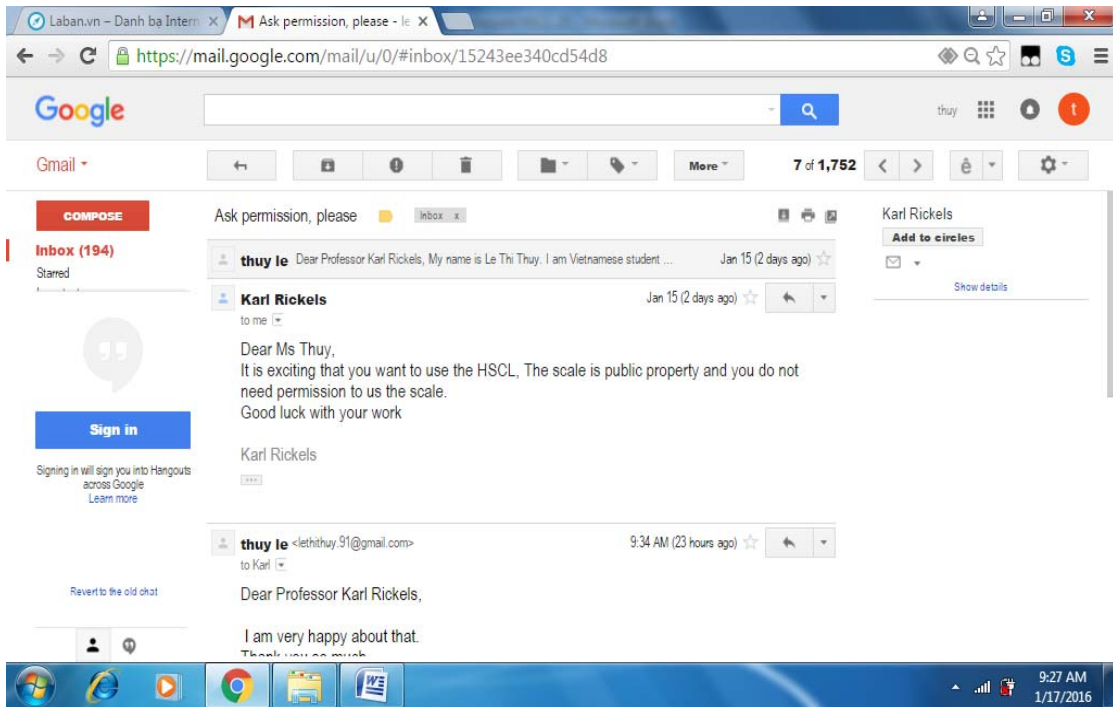 Laban.vn – Danh bạ Intern
Ask permission, please - le
https://mail.google.com/mail/u/0/#inbox/15243ee340cd54d8
Google
thuy
t
Gmail
More
7 of 1,752
ê
COMPOSE
Ask permission, please
Inbox x
Karl Rickels
Add to circles
Show details
Inbox (194)
Starred
thuy le Dear Professor Karl Rickels, My name is Le Thi Thuy. I am Vietnamese student ... Jan 15 (2 days ago)
Karl Rickels Jan 15 (2 days ago)
to me
Dear Ms Thuy,
It is exciting that you want to use the HSCL, The scale is public property and you do not
need permission to us the scale.
Good luck with your work
Karl Rickels
Sign in
Signing in will sign you into Hangouts
across Google
Learn more
thuy le <lethithuy.91@gmail.com> 9:34 AM (23 hours ago)
to Karl
Dear Professor Karl Rickels,
I am very happy about that.
Thank you so much
Revert to the old chat
9:27 AM
1/17/2016